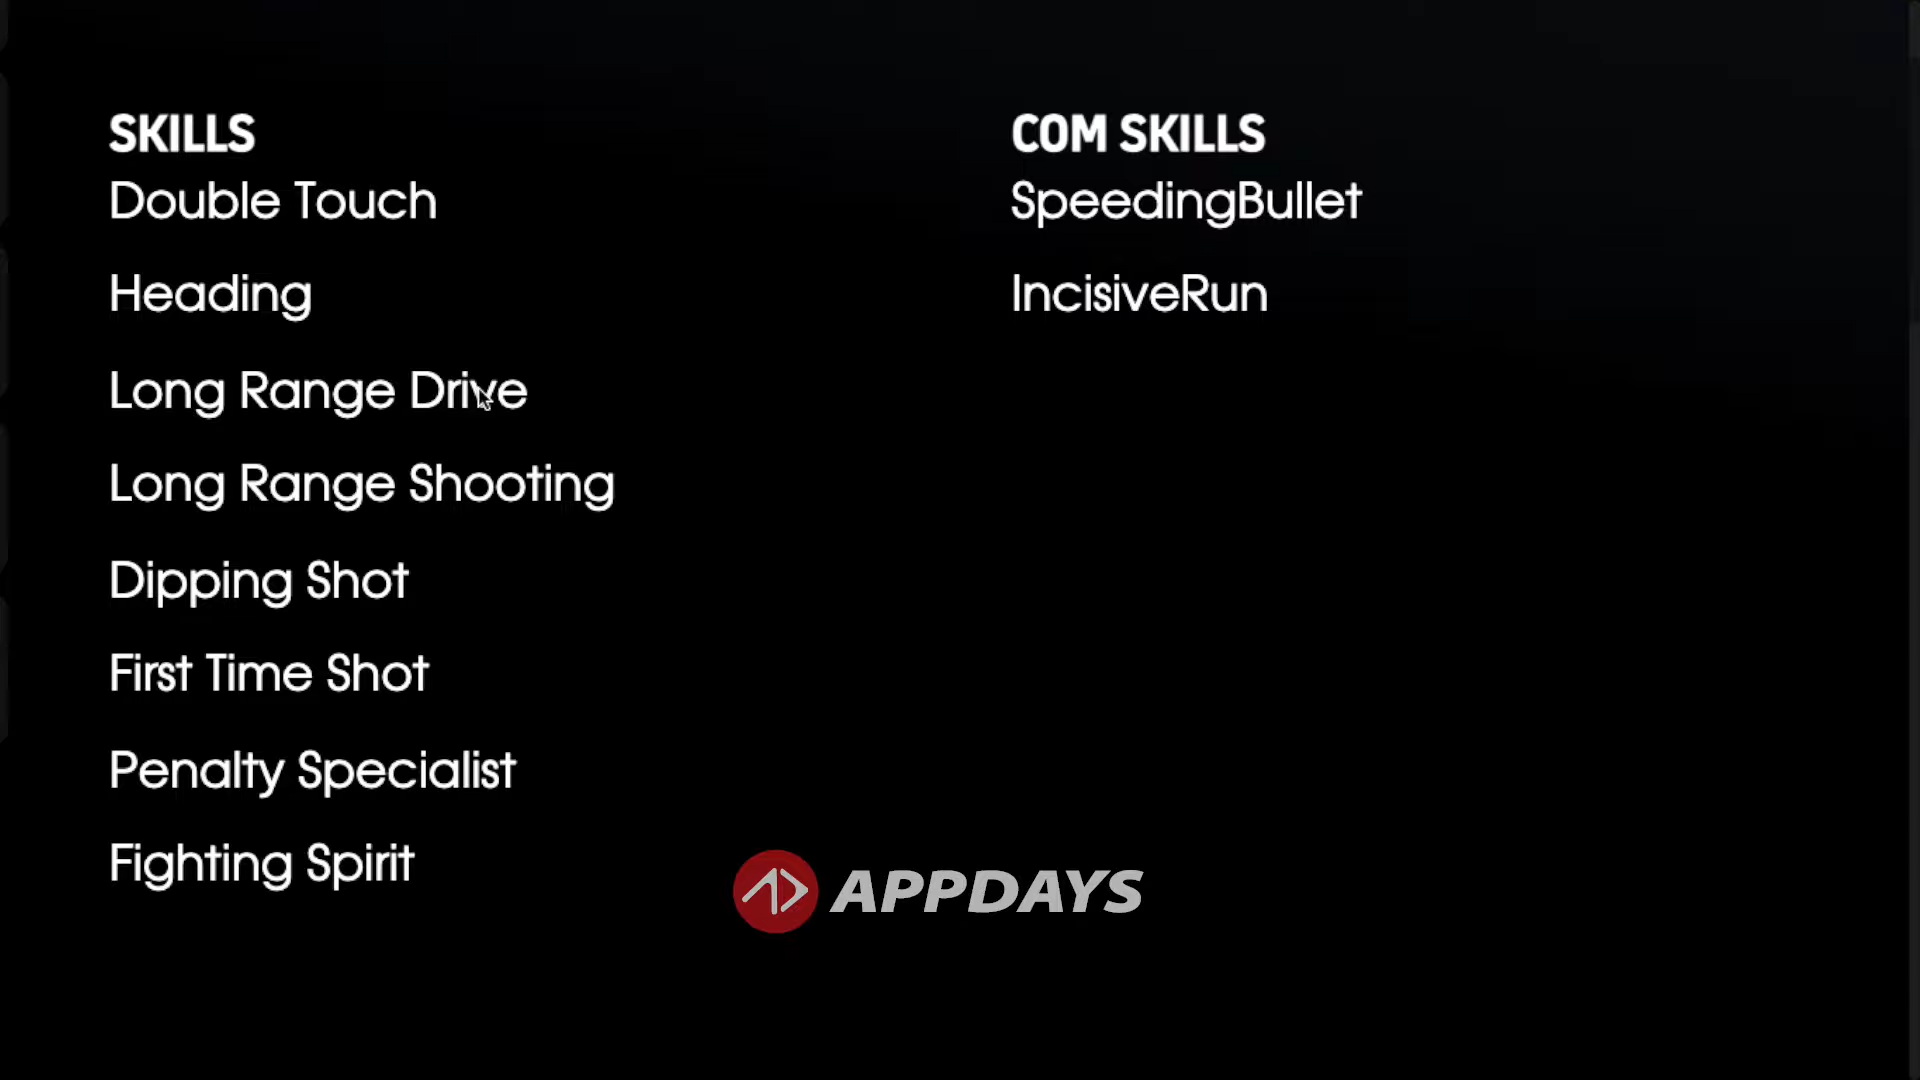 SKILLS
Double Touch
Heading
Long Range Drive
Long Range Shooting
Dipping Shot
First Time Shot
Penalty Specialist
Fighting Spirit
COM SKILLS
SpeedingBullet
IncisiveRun
APPDAYS